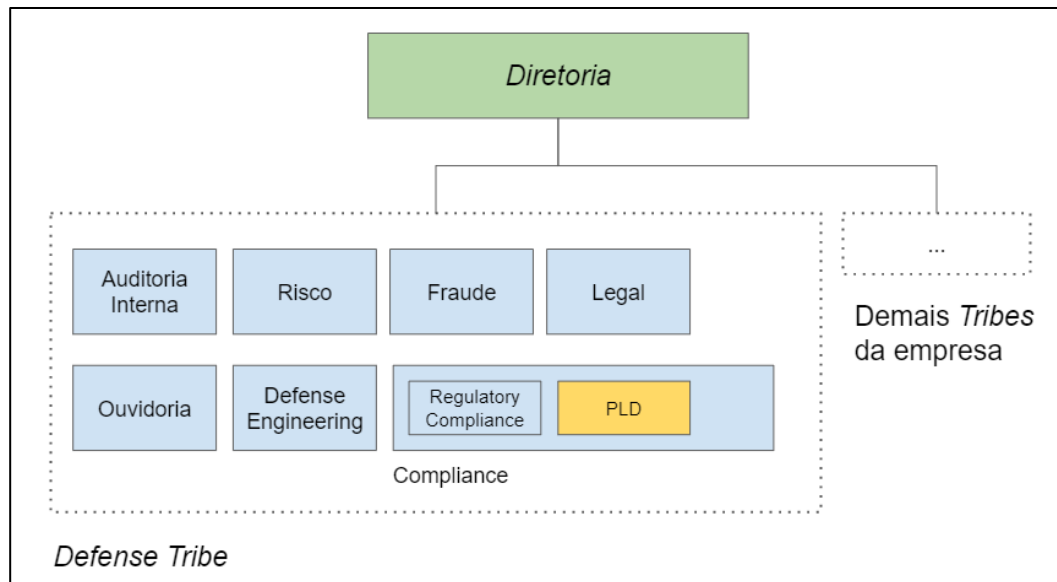 Diretoria
Auditoria
Interna
Risco
Fraude
Legal
...
Demais Tribes
da empresa
Ouvidoria
Defense
Engineering
Regulatory
Compliance
PLD
Compliance
Defense Tribe